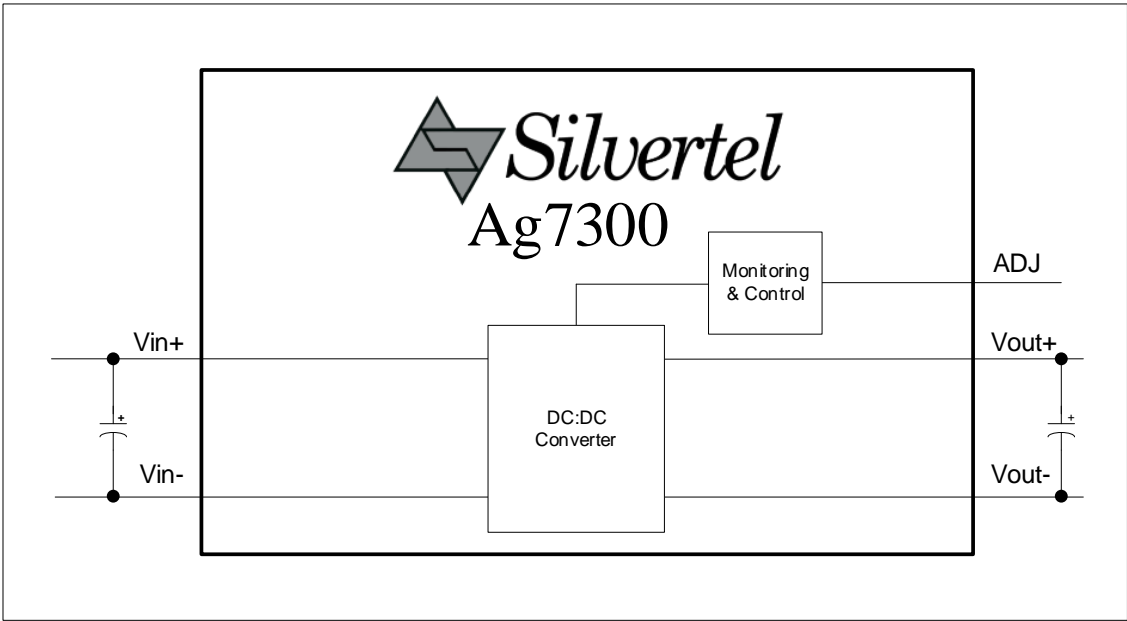 Silvertel
Ag7300
Monitoring
& Control
ADJ
Vin+
Vout+
+
+
DC:DC
Converter
Vin-
Vout-